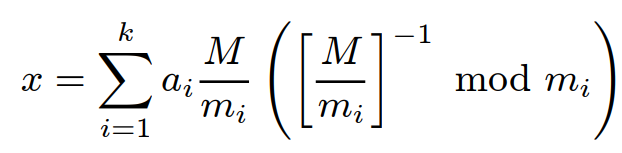 x = \sum_{i=1}^{k} a_i \frac{M}{m_i} \left( \left[ \frac{M}{m_i} \right]^{-1} \mod m_i \right)